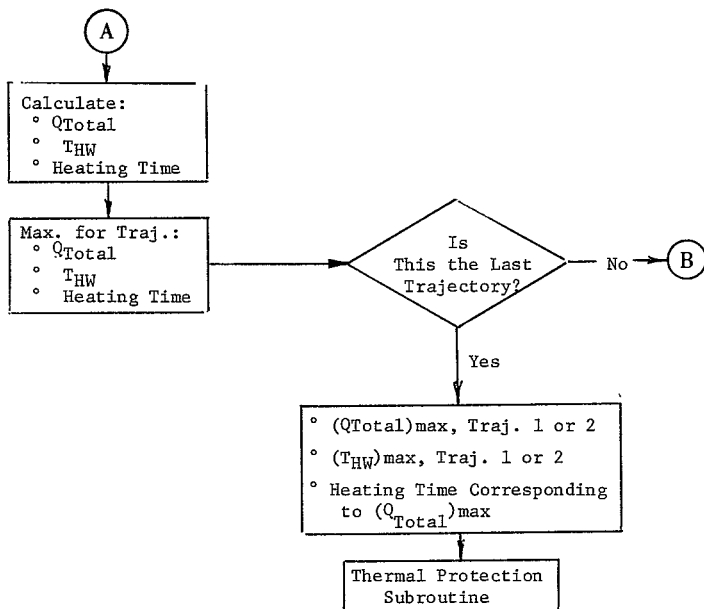 A
Calculate:
° QTotal
° THW
° Heating Time
Max. for Traj.:
° QTotal
° THW
° Heating Time
Is
This the Last
Trajectory?
No
B
Yes
° (QTotal)max, Traj. 1 or 2
° (THW)max, Traj. 1 or 2
° Heating Time Corresponding
to (QTotal)max
Thermal Protection
Subroutine